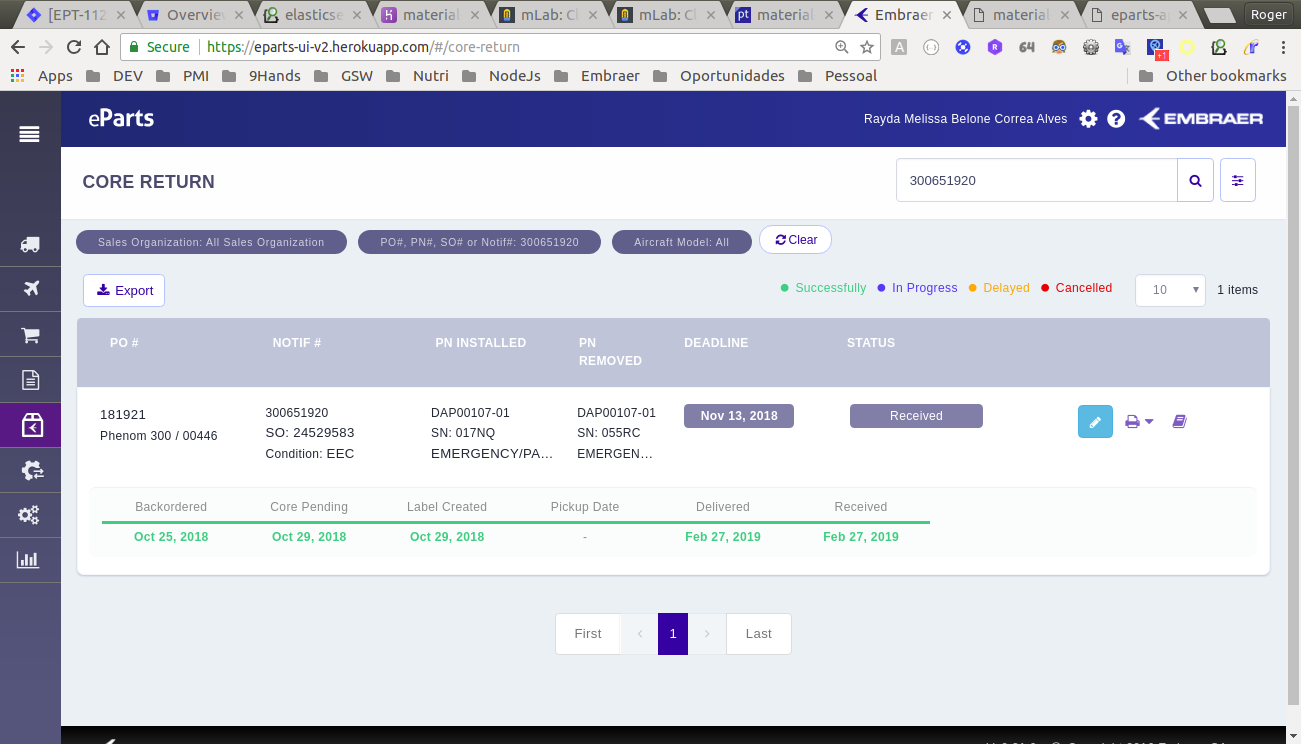 [EPT-112
Overview
elasticse
material
mLab: Cl
mLab: Cl
pt material
Embraer
material
eparts-a
Roger
Secure
https://eparts-ui-v2.herokuapp.com/#/core-return
Apps DEV PMI 9Hands GSW Nutri NodeJs Embraer Oportunidades Pessoal Other bookmarks
eParts
Rayda Melissa Belone Correa Alves
EMBRAER
CORE RETURN
300651920
Sales Organization: All Sales Organization
PO#, PN#, SO# or Notif#: 300651920
Aircraft Model: All
Clear
Export
Successfully In Progress Delayed Cancelled
10
1 items
PO # NOTIF # PN INSTALLED PN REMOVED DEADLINE STATUS
181921
Phenom 300 / 00446
300651920
SO: 24529583
Condition: EEC
DAP00107-01
SN: 017NQ
EMERGENCY/PA...
DAP00107-01
SN: 055RC
EMERGEN...
Nov 13, 2018
Received
Backordered Core Pending Label Created Pickup Date Delivered Received
Oct 25, 2018 Oct 29, 2018 Oct 29, 2018 - Feb 27, 2019 Feb 27, 2019
First ‹ 1 › Last